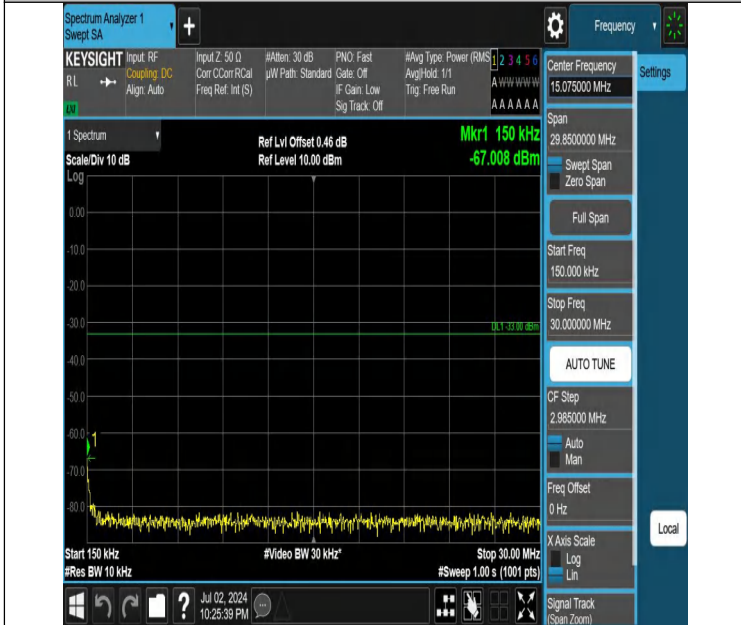 Spectrum Analyzer 1
Swept SA
+
Frequency
KEYSIGHT
RL
Input: RF
Coupling: DC
Align: Auto
Input Z: 50 Ω
Corr CCorr RCal
Freq Ref: Int (S)
#Atten: 30 dB
µW Path: Standard
PNO: Fast
Gate: Off
IF Gain: Low
Sig Track: Off
#Avg Type: Power (RMS
Avg|Hold: 1/1
Trig: Free Run
1 2 3 4 5 6
A W W W W W
A A A A A A
1 Spectrum
Scale/Div 10 dB
Ref Lvl Offset 0.46 dB
Ref Level 10.00 dBm
Mkr1 150 kHz
-67.008 dBm
Log
0.00
-10.0
-20.0
-30.0
DL1 -33.00 dBm
-40.0
-50.0
-60.0
1
-70.0
-80.0
Start 150 kHz
#Video BW 30 kHz*
Stop 30.00 MHz
#Res BW 10 kHz
#Sweep 1.00 s (1001 pts)
?
Jul 02, 2024
10:25:39 PM
Center Frequency
15.075000 MHz
Settings
Span
29.8500000 MHz
Swept Span
Zero Span
Full Span
Start Freq
150.000 kHz
Stop Freq
30.000000 MHz
AUTO TUNE
CF Step
2.985000 MHz
Auto
Man
Freq Offset
0 Hz
Local
X Axis Scale
Log
Lin
Signal Track
(Span Zoom)